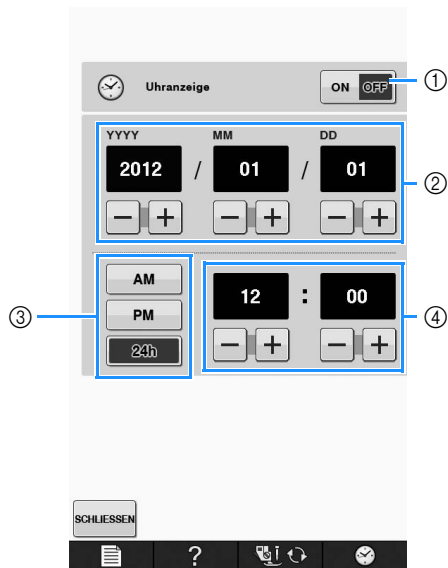 Uhranzeige
ON OFF
①
YYYY MM DD
2012 / 01 / 01
②
− + − + − +
AM
PM
24h
③
12 : 00
− + − +
④
SCHLIESSEN
?